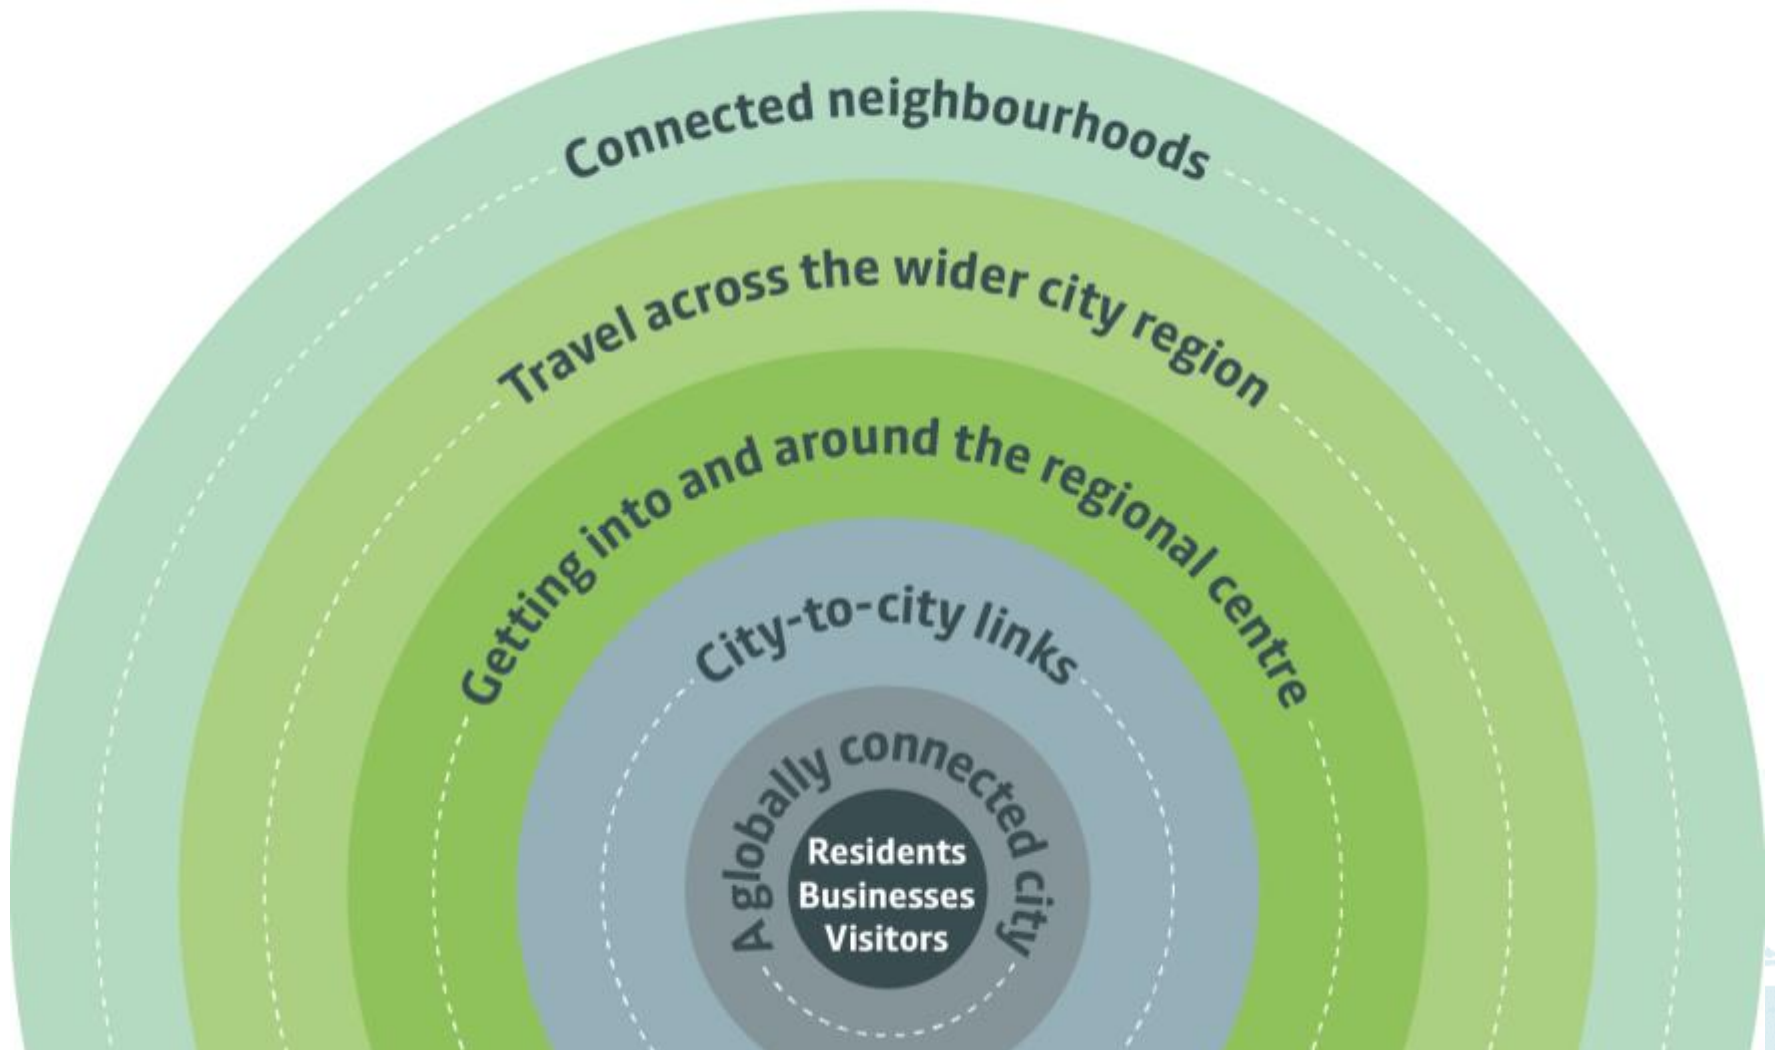 Connected neighbourhoods
Travel across the wider city region
Getting into and around the regional centre
City-to-city links
A globally connected city
Residents
Businesses
Visitors